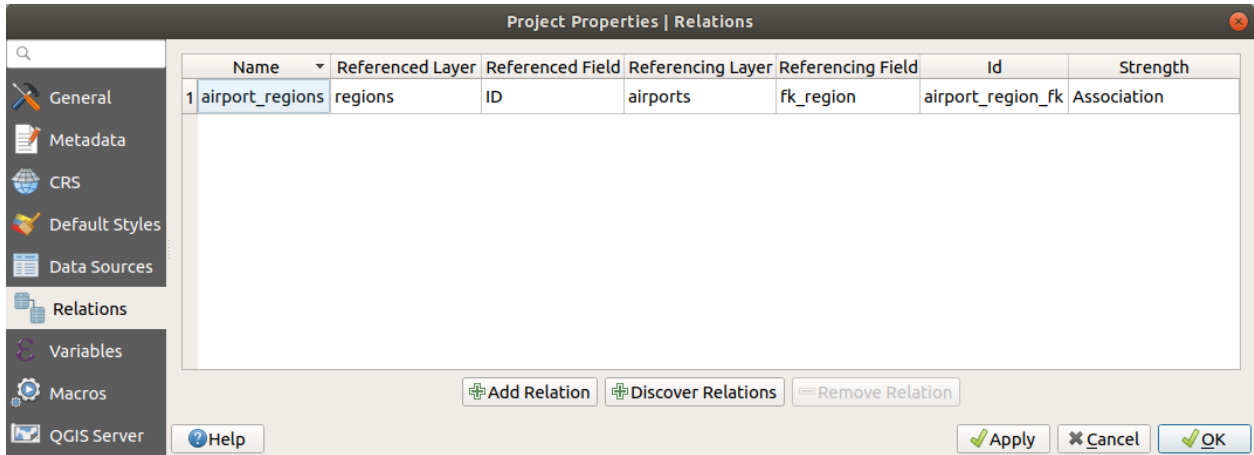 Project Properties | Relations
Name Referenced Layer Referenced Field Referencing Layer Referencing Field Id Strength
1 airport_regions regions ID airports fk_region airport_region_fk Association
General
Metadata
CRS
Default Styles
Data Sources
Relations
Variables
Macros
QGIS Server
Add Relation Discover Relations Remove Relation
Help Apply Cancel OK